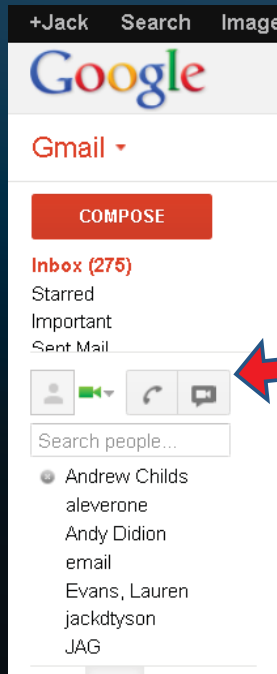 +Jack Search Image
Google
Gmail
COMPOSE
Inbox (275)
Starred
Important
Sent Mail
Search people...
Andrew Childs
aleverone
Andy Didion
email
Evans, Lauren
jackdtyson
JAG